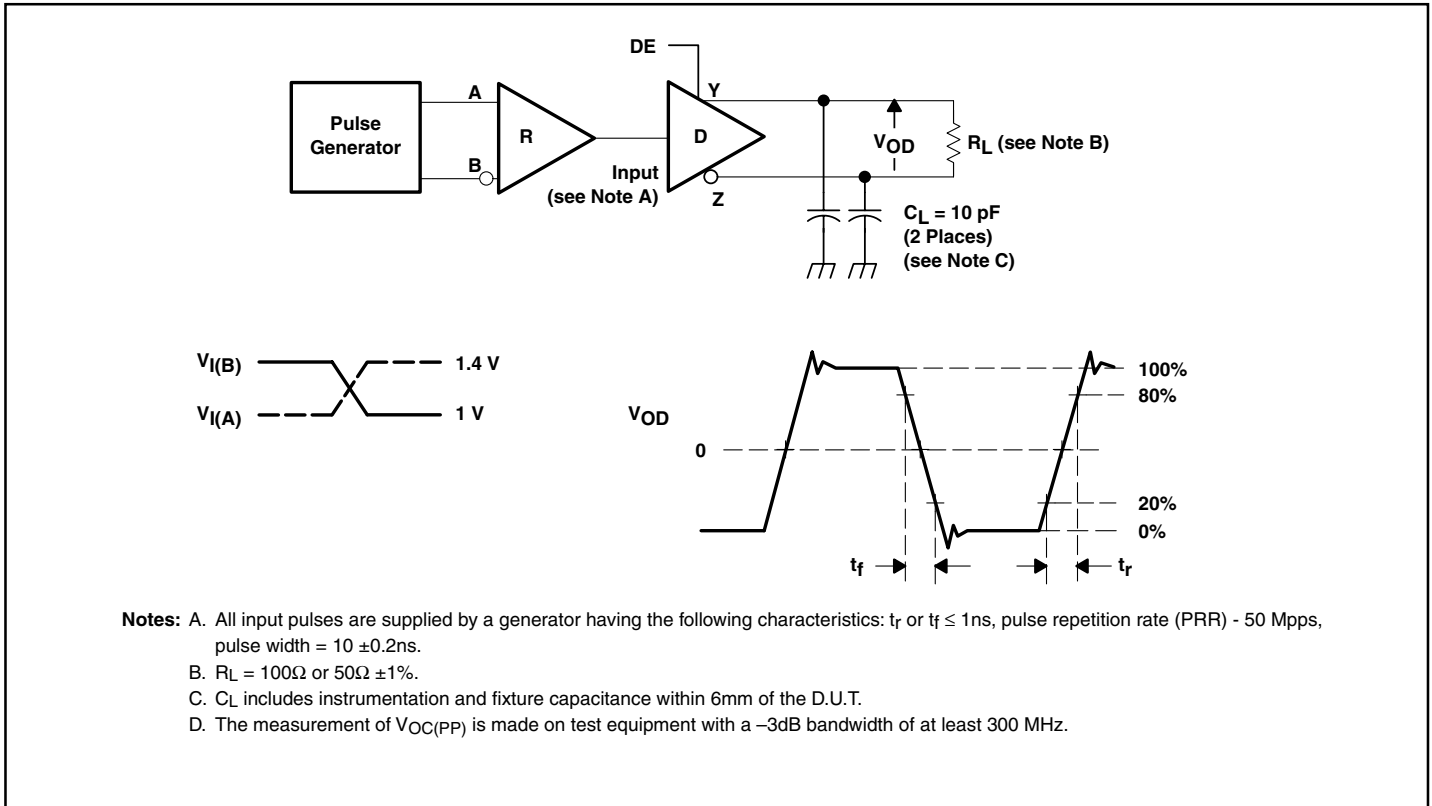 DE
A
Y
Pulse
Generator
R
D
VOD
RL (see Note B)
B
Input
(see Note A)
Z
CL = 10 pF
(2 Places)
(see Note C)
VI(B)
1.4 V
VI(A)
1 V
100%
80%
VOD
0
20%
0%
tf
tr
Notes: A. All input pulses are supplied by a generator having the following characteristics: tr or tf ≤ 1ns, pulse repetition rate (PRR) - 50 Mpps,
pulse width = 10 ±0.2ns.
B. RL = 100Ω or 50Ω ±1%.
C. CL includes instrumentation and fixture capacitance within 6mm of the D.U.T.
D. The measurement of VOC(PP) is made on test equipment with a –3dB bandwidth of at least 300 MHz.